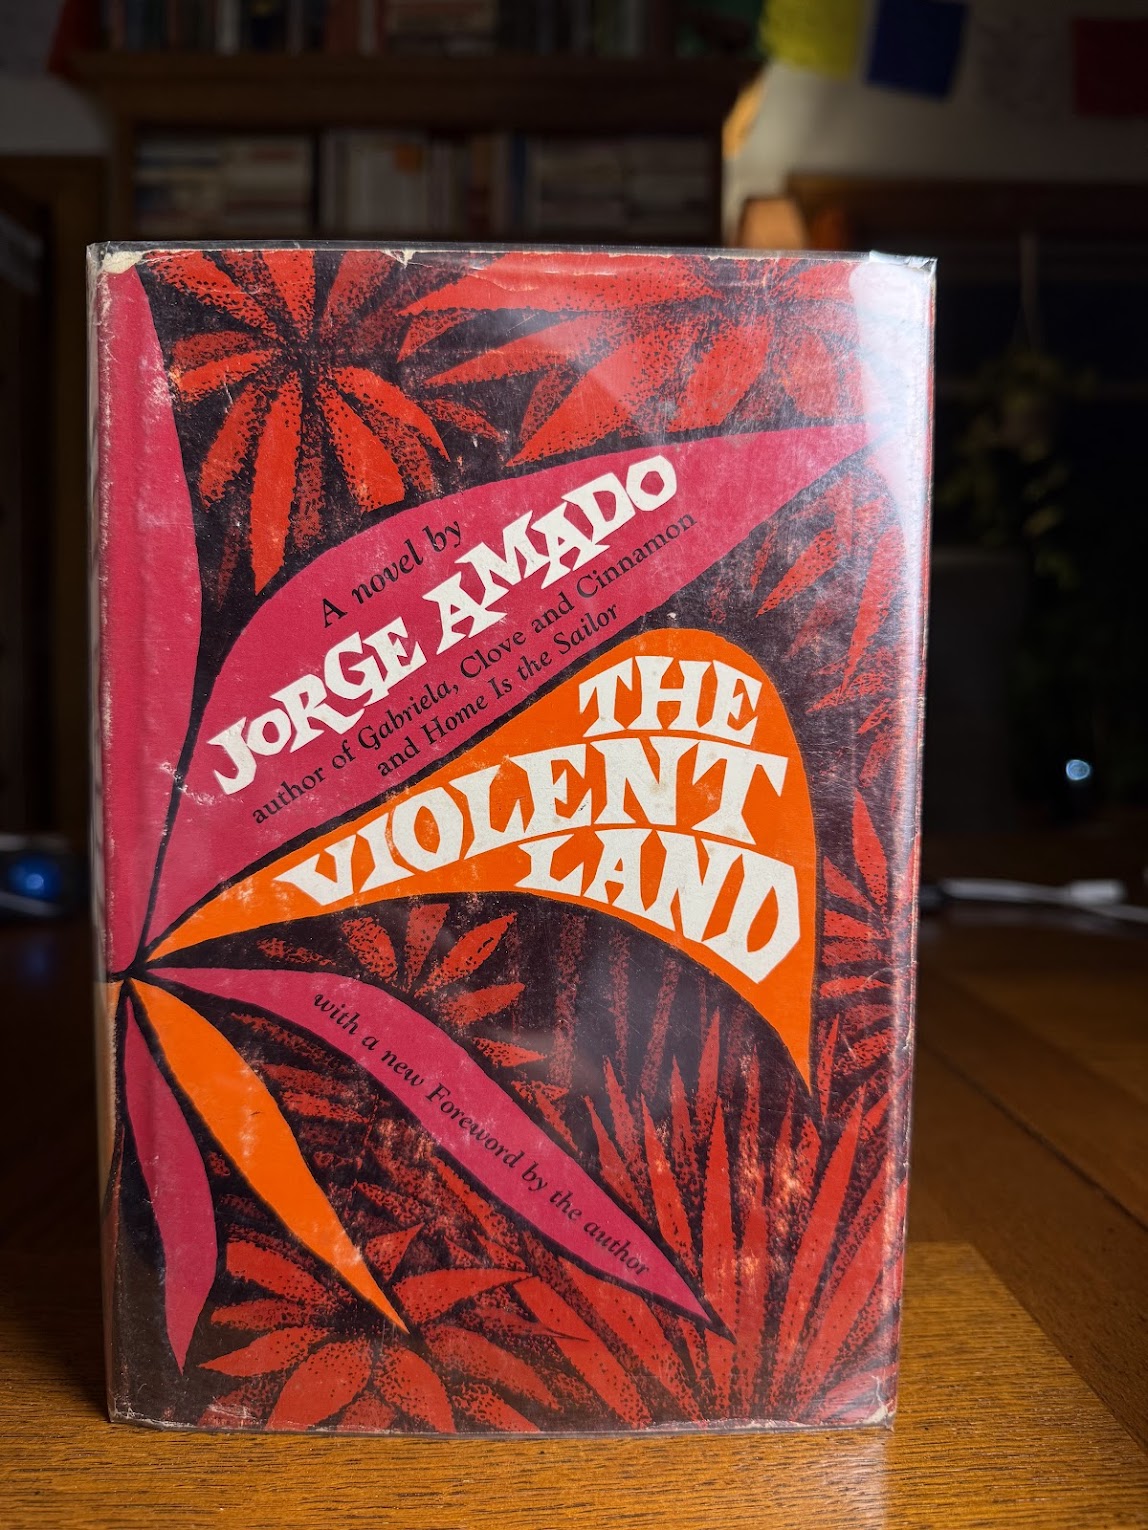 A novel by
JORGE AMADO
author of Gabriela, Clove and Cinnamon
and Home Is the Sailor
THE
VIOLENT
LAND
with a new Foreword by the author